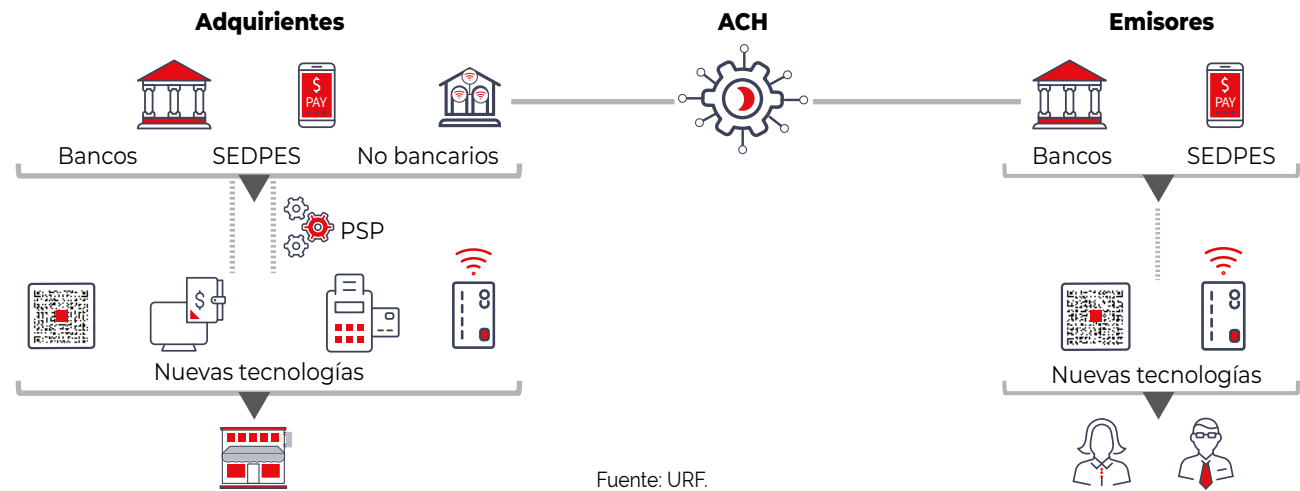 Adquirientes
ACH
Emisores
$
PAY
$
PAY
Bancos
SEDPES
No bancarios
Bancos
SEDPES
PSP
$
Nuevas tecnologías
Nuevas tecnologías
Fuente: URF.